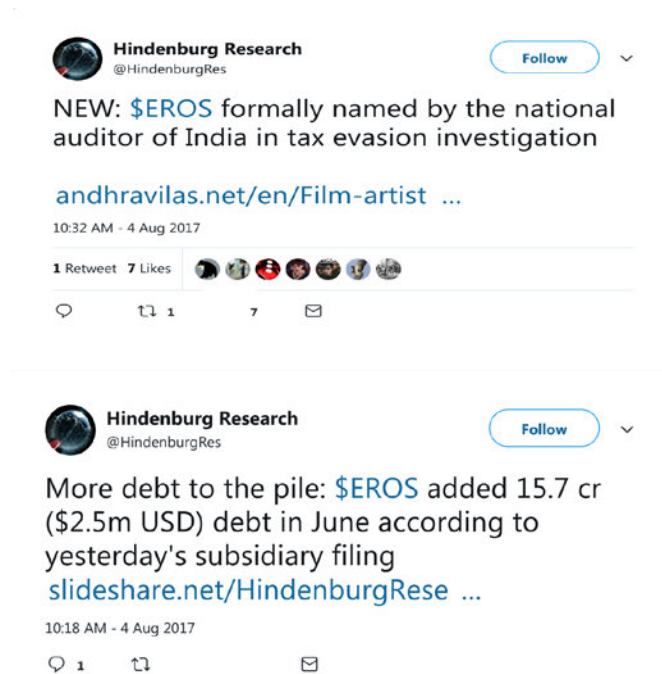 Hindenburg Research
@HindenburgRes
Follow
NEW: $EROS formally named by the national
auditor of India in tax evasion investigation
andhravilas.net/en/Film-artist ...
10:32 AM - 4 Aug 2017
1 Retweet 7 Likes
1 7
Hindenburg Research
@HindenburgRes
Follow
More debt to the pile: $EROS added 15.7 cr
($2.5m USD) debt in June according to
yesterday's subsidiary filing
slideshare.net/HindenburgRese ...
10:18 AM - 4 Aug 2017
1